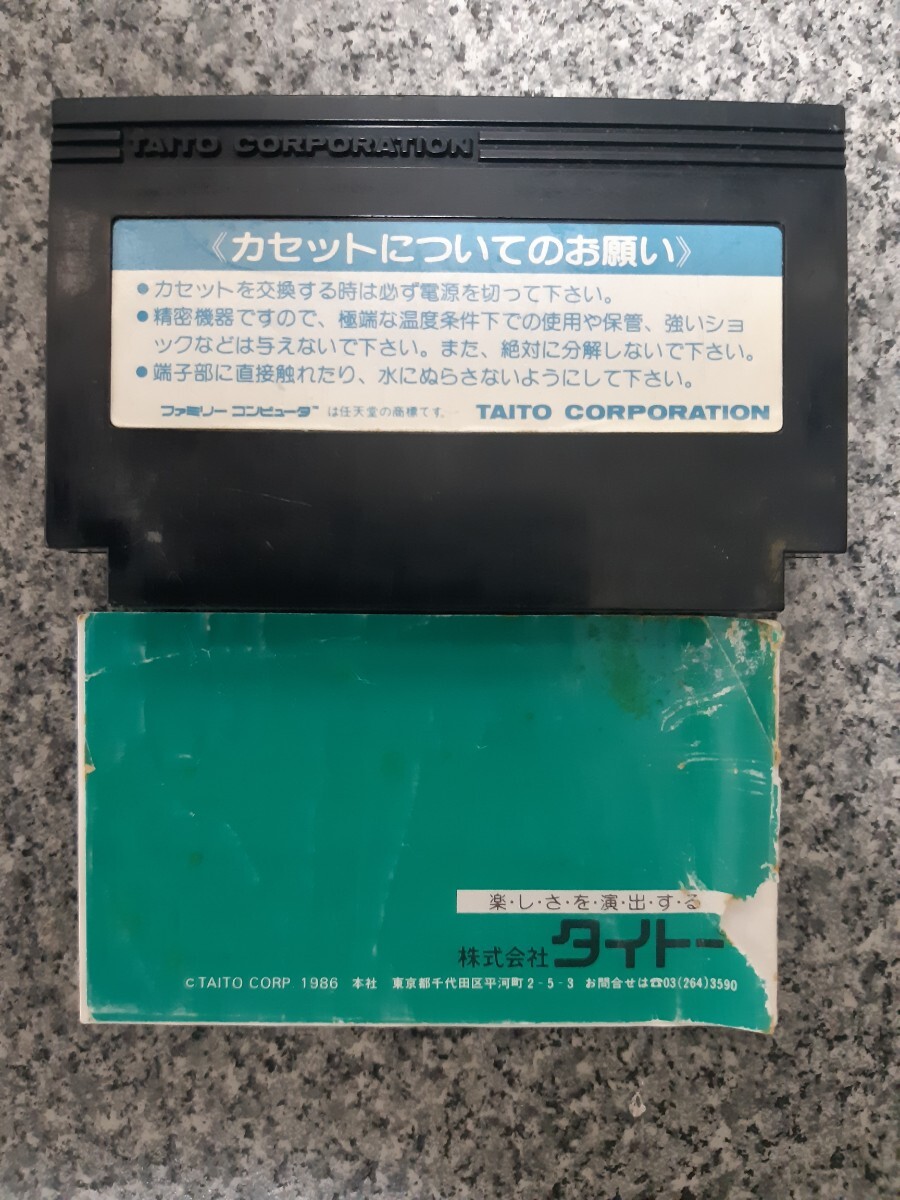 TAITO CORPORATION
《カセットについてのお願い》
●カセットを交換する時は必ず電源を切って下さい。
●精密機器ですので、極端な温度条件下での使用や保管、強いショ
ックなどは与えないで下さい。また、絶対に分解しないで下さい。
●端子部に直接触れたり、水にぬらさないようにして下さい。
ファミリー コンピュータ™ は任天堂の商標です。 TAITO CORPORATION
楽・し・さ・を・演・出・す・る
株式会社 タイトー
©TAITO CORP 1986 本社 東京都千代田区平河町2-5-3 お問合せは☎03(264)3590